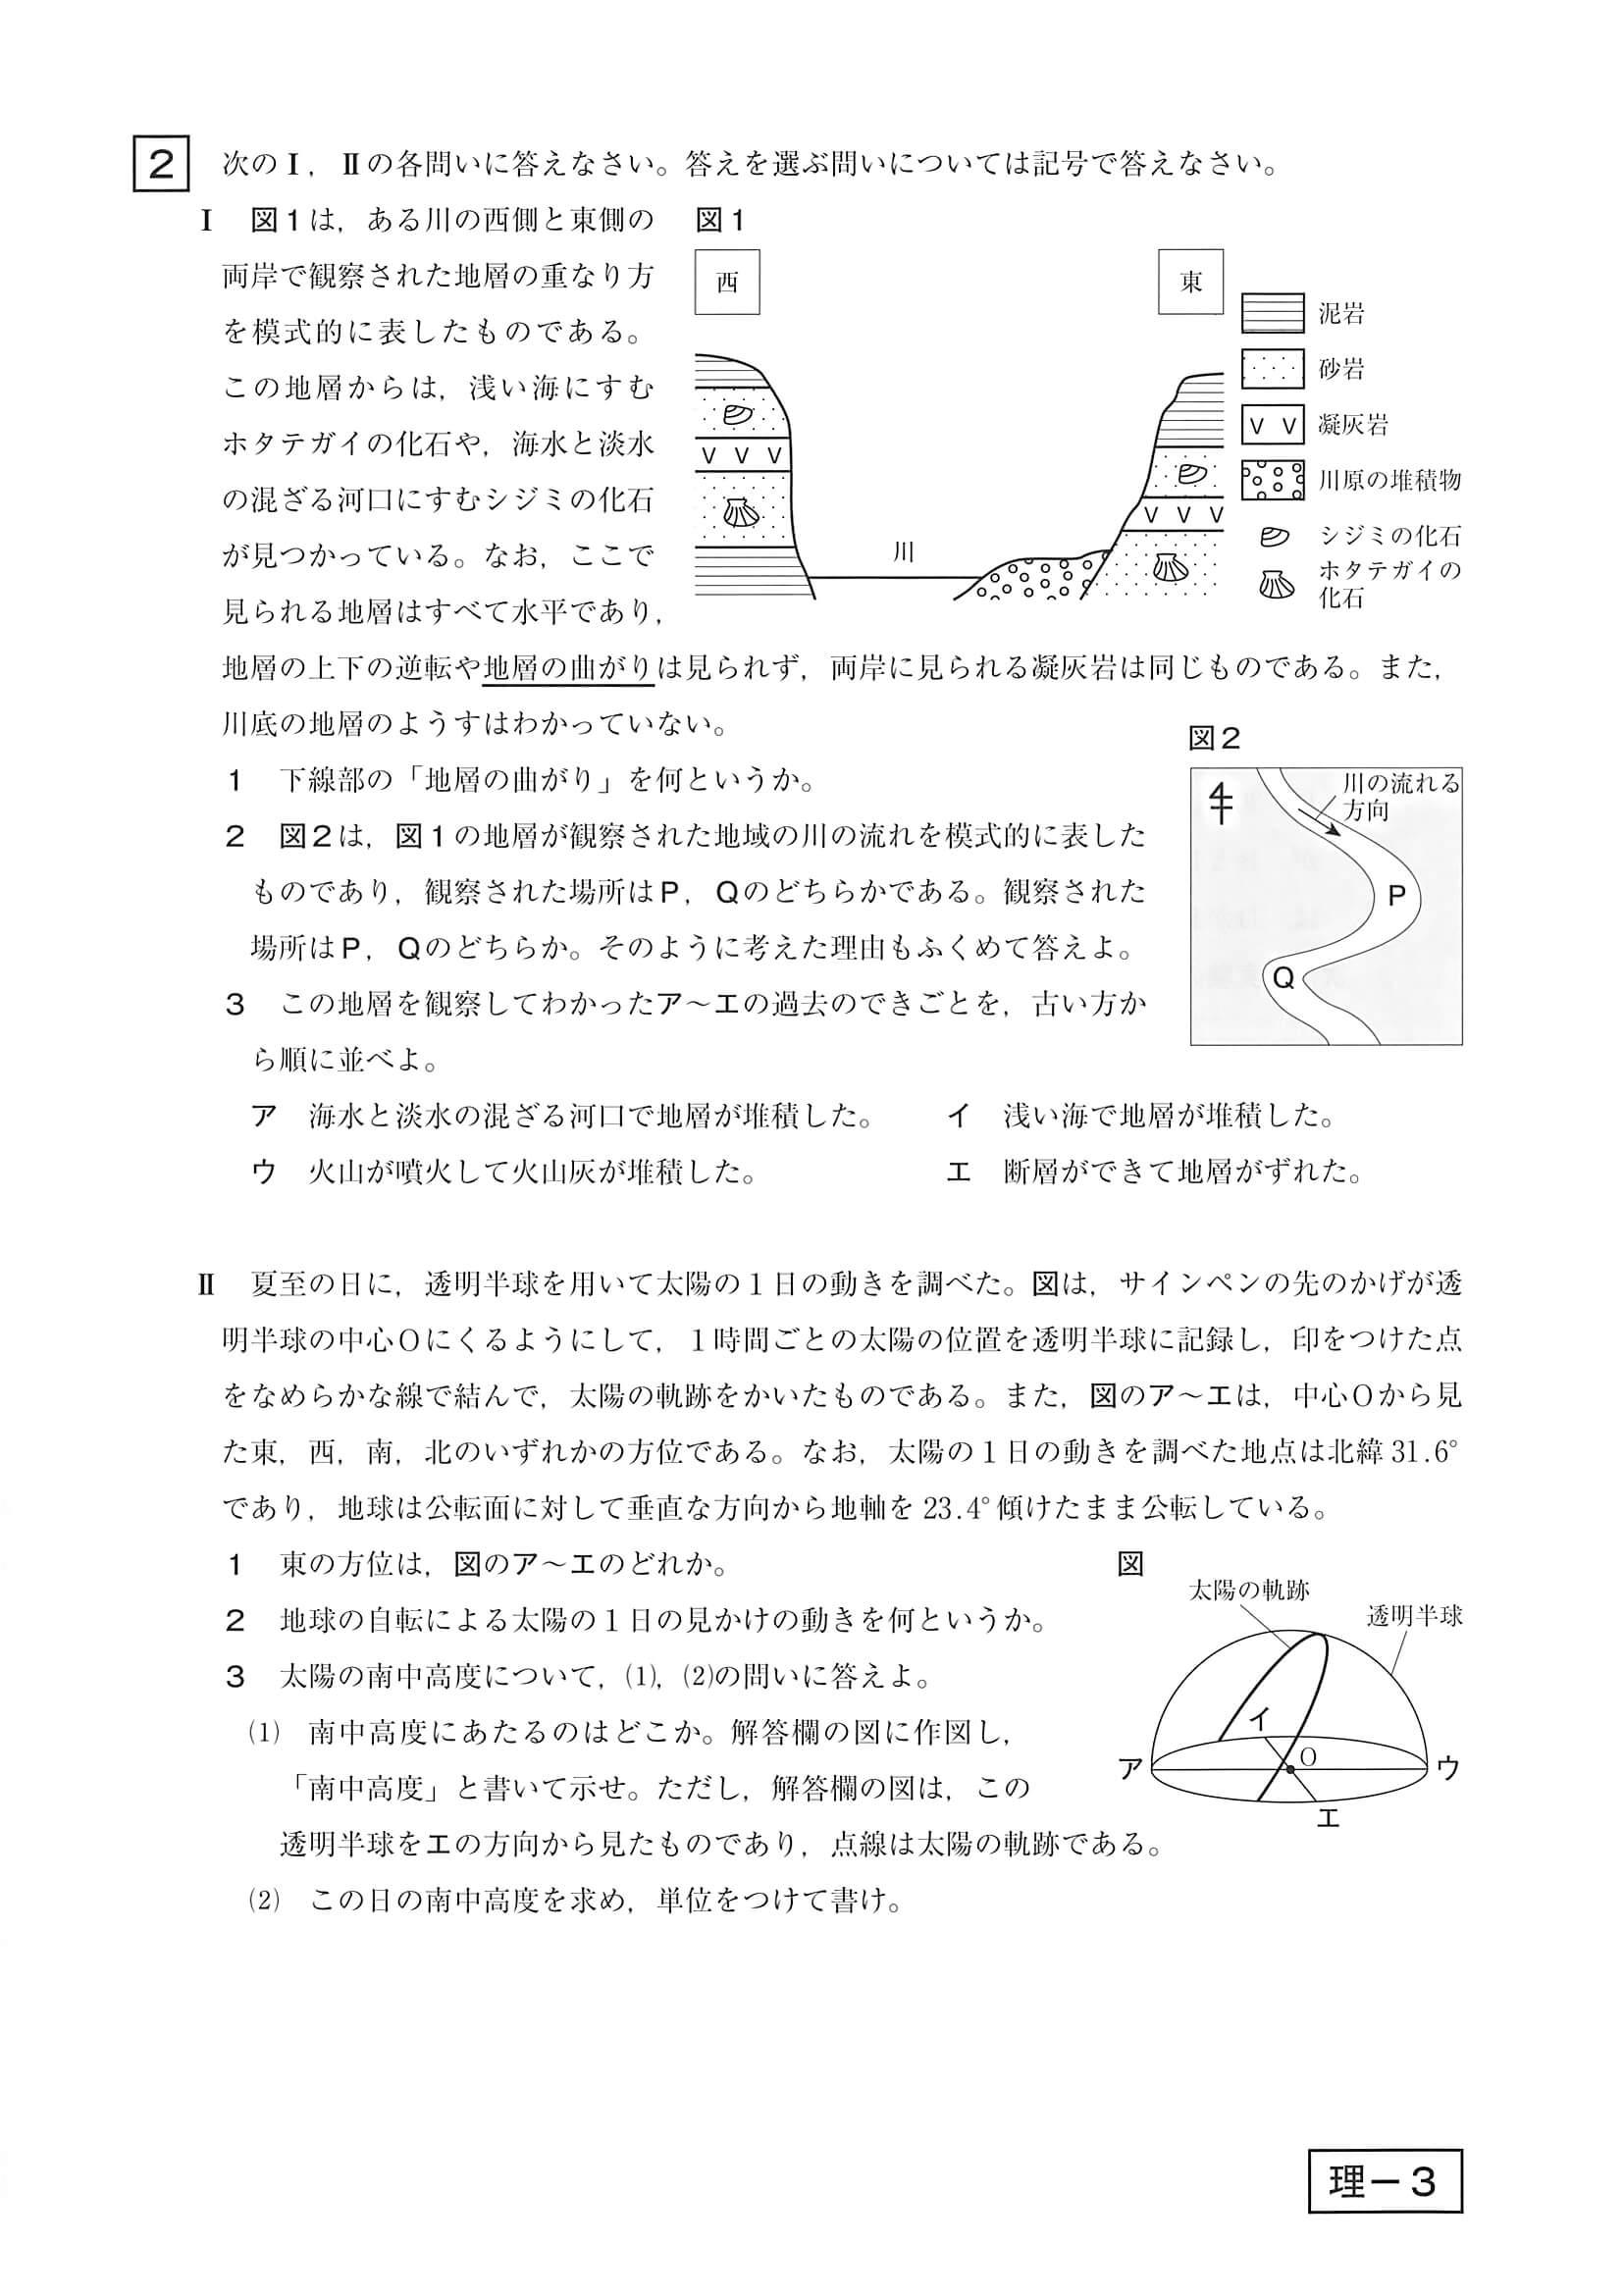 2 次のⅠ，Ⅱの各問いに答えなさい。答えを選ぶ問いについては記号で答えなさい。
Ⅰ 図1は，ある川の西側と東側の
両岸で観察された地層の重なり方
を模式的に表したものである。
この地層からは，浅い海にすむ
ホタテガイの化石や，海水と淡水
の混ざる河口にすむシジミの化石
が見つかっている。なお，ここで
見られる地層はすべて水平であり，
地層の上下の逆転や地層の曲がりは見られず，両岸に見られる凝灰岩は同じものである。また，
川底の地層のようすはわかっていない。
図1
西
東
川
泥岩
砂岩
凝灰岩
川原の堆積物
シジミの化石
ホタテガイの
化石
1 下線部の「地層の曲がり」を何というか。
2 図2は，図1の地層が観察された地域の川の流れを模式的に表した
ものであり，観察された場所はP，Qのどちらかである。観察された
場所はP，Qのどちらか。そのように考えた理由もふくめて答えよ。
3 この地層を観察してわかったア～エの過去のできごとを，古い方か
ら順に並べよ。
図2
川の流れる
方向
P
Q
ア 海水と淡水の混ざる河口で地層が堆積した。 イ 浅い海で地層が堆積した。
ウ 火山が噴火して火山灰が堆積した。 エ 断層ができて地層がずれた。
Ⅱ 夏至の日に，透明半球を用いて太陽の1日の動きを調べた。図は，サインペンの先のかげが透
明半球の中心Oにくるようにして，1時間ごとの太陽の位置を透明半球に記録し，印をつけた点
をなめらかな線で結んで，太陽の軌跡をかいたものである。また，図のア～エは，中心Oから見
た東，西，南，北のいずれかの方位である。なお，太陽の1日の動きを調べた地点は北緯31.6°
であり，地球は公転面に対して垂直な方向から地軸を23.4°傾けたまま公転している。
1 東の方位は，図のア～エのどれか。
2 地球の自転による太陽の1日の見かけの動きを何というか。
3 太陽の南中高度について，(1)，(2)の問いに答えよ。
(1) 南中高度にあたるのはどこか。解答欄の図に作図し，
「南中高度」と書いて示せ。ただし，解答欄の図は，この
透明半球をエの方向から見たものであり，点線は太陽の軌跡である。
(2) この日の南中高度を求め，単位をつけて書け。
図
太陽の軌跡
透明半球
イ
O
ア
ウ
エ
理－3